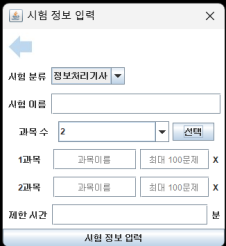 시험 정보 입력
시험 분류 정보처리기사
시험 이름
과목 수 2 선택
1과목 과목이름 최대 100문제 X
2과목 과목이름 최대 100문제 X
제한 시간 분
시험 정보 입력